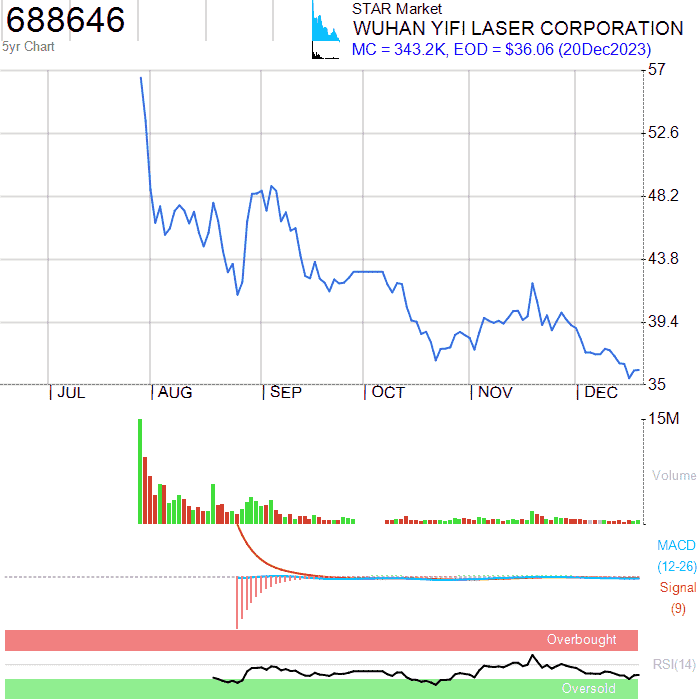 688646
5yr Chart
STAR Market
WUHAN YIFI LASER CORPORATION
MC = 343.2K, EOD = $36.06 (20Dec2023)
57
52.6
48.2
43.8
39.4
35
JUL AUG SEP OCT NOV DEC
15M
Volume
MACD
(12-26)
Signal
(9)
Overbought
RSI(14)
Oversold